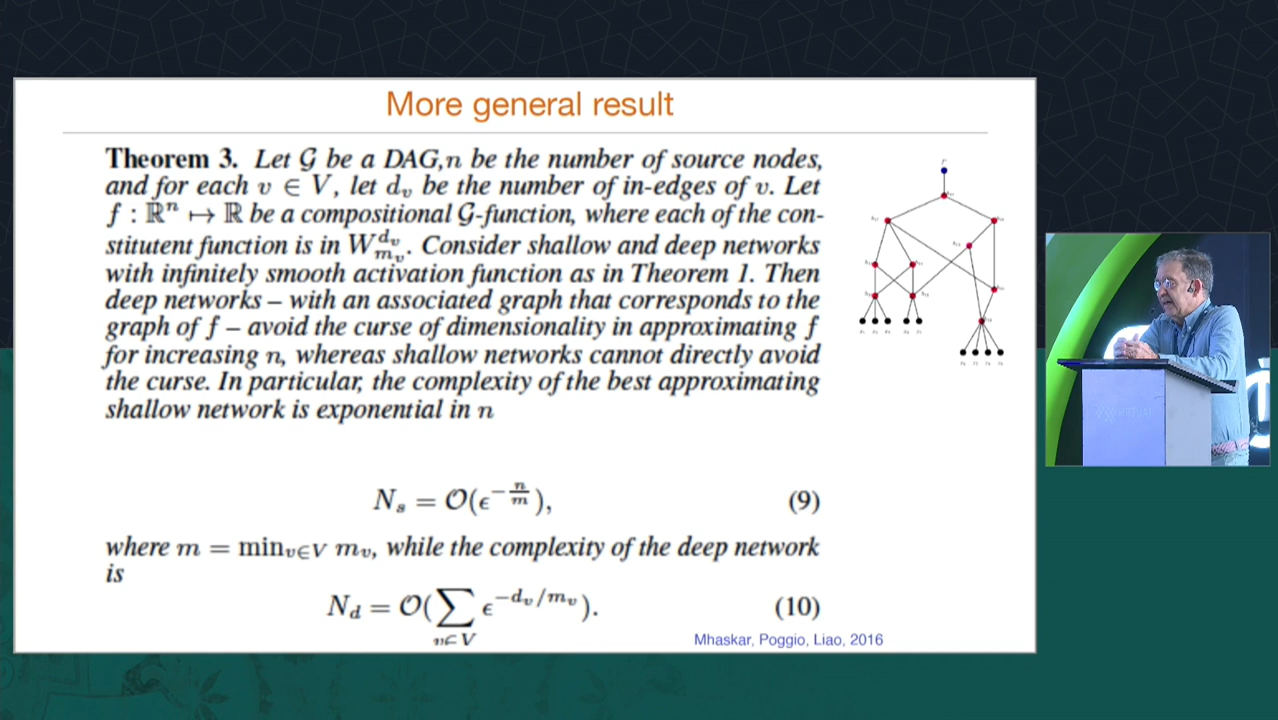 More general result
Theorem 3. Let G be a DAG,n be the number of source nodes,
and for each v ∈ V, let d_v be the number of in-edges of v. Let
f : ℝⁿ ↦ ℝ be a compositional G-function, where each of the con-
stitutent function is in W_{m_v}^{d_v}. Consider shallow and deep networks
with infinitely smooth activation function as in Theorem 1. Then
deep networks – with an associated graph that corresponds to the
graph of f – avoid the curse of dimensionality in approximating f
for increasing n, whereas shallow networks cannot directly avoid
the curse. In particular, the complexity of the best approximating
shallow network is exponential in n
N_s = O(ϵ^{-n/m}), (9)
where m = min_{v∈V} m_v, while the complexity of the deep network
is
N_d = O(∑_{v∈V} ϵ^{-d_v/m_v}). (10)
Mhaskar, Poggio, Liao, 2016